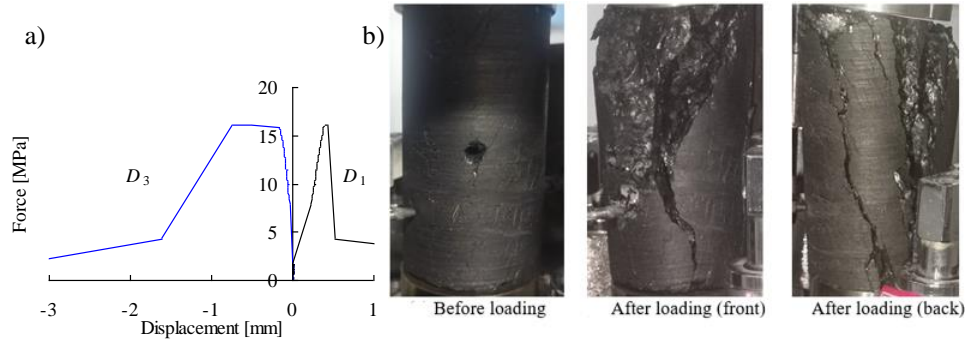 a)
b)
20
15
10
5
0
Force [MPa]
D3
D1
-3
-2
-1
0
1
Displacement [mm]
Before loading
After loading (front)
After loading (back)